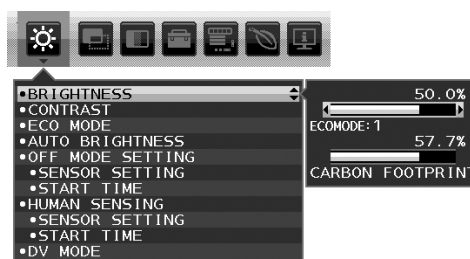 •BRIGHTNESS
•CONTRAST
•ECO MODE
•AUTO BRIGHTNESS
•OFF MODE SETTING
•SENSOR SETTING
•START TIME
•HUMAN SENSING
•SENSOR SETTING
•START TIME
•DV MODE
50.0%
ECOMODE:1
57.7%
CARBON FOOTPRINT